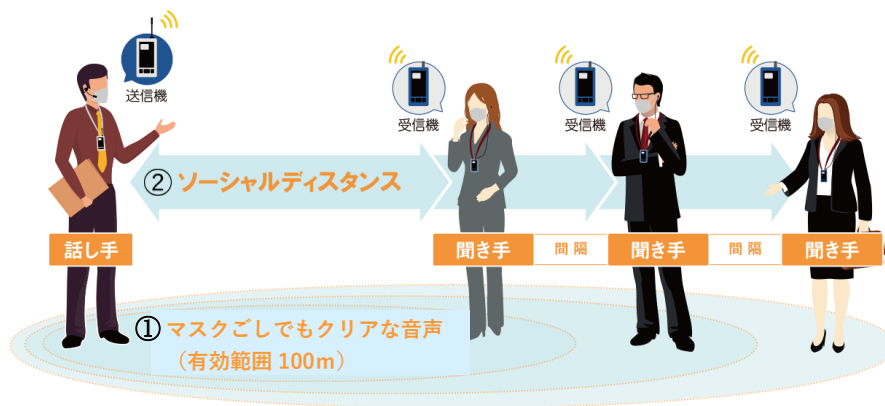 送信機
受信機
受信機
受信機
② ソーシャルディスタンス
話し手
聞き手
間隔
聞き手
間隔
聞き手
① マスクごしでもクリアな音声
（有効範囲 100m）